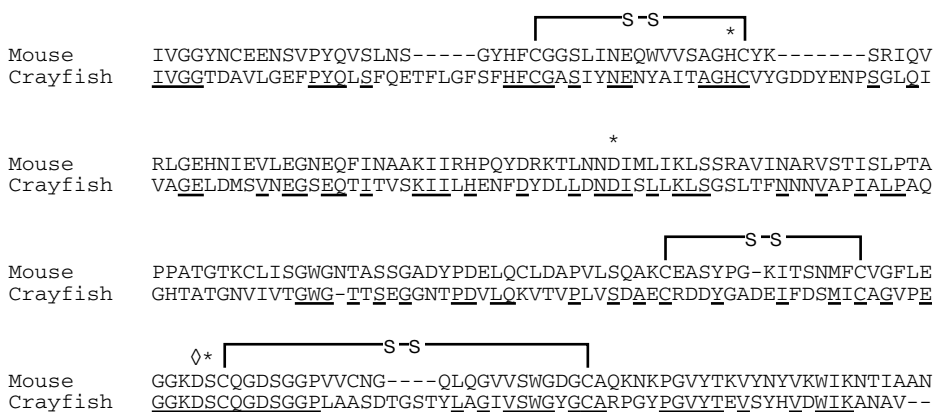 S S
*
Mouse IVGGYNCEENSVPYQVSLNS-----GYHFCGGSLINEQWVVSAGHCYK-------SRIQV
Crayfish IVGGTDAVLGEFPYQLSFQETFLGFSFHFCGASIYNENYAITAGHCVYGDDYENPSGLQI
*
Mouse RLGEHNIEVLEGNEQFINAAKIIRHPQYDRKTLNNDIMLIKLSSRAVINARVSTISLPTA
Crayfish VAGELDMSVNEGSEQTITVSKIILHENFDYDLLDNDISLLKLSGSLTFNNNVAPIALPAQ
S S
Mouse PPATGTKCLISGWGNTASSGADYPDELQCLDAPVLSQAKCEASYPG-KITSNMFCVGFLE
Crayfish GHTATGNVIVTGWG-TTSEGGNTPDVLQKVTVPLVSDAECRDDYGADEIFDSMICAGVPE
S S
◊*
Mouse GGKDSCQGDSGGPVVCNG----QLQGVVSWGDGCAQKNKPGVYTKVYNYVKWIKNTIAAN
Crayfish GGKDSCQGDSGGPLAASDTGSTYLAGIVSWGYGCARPGYPGVYTEVSYHVDWIKANAV--